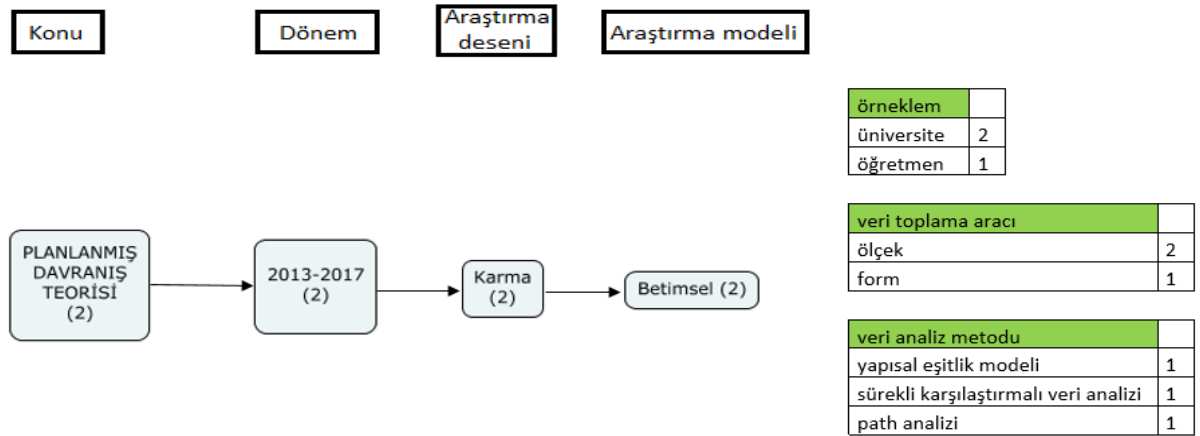 Konu
Dönem
Araştırma
deseni
Araştırma modeli
örneklem
üniversite 2
öğretmen 1
veri toplama aracı
ölçek 2
form 1
PLANLANMIŞ
DAVRANIŞ
TEORİSİ
(2)
2013-2017
(2)
Karma
(2)
Betimsel (2)
veri analiz metodu
yapısal eşitlik modeli 1
sürekli karşılaştırmalı veri analizi 1
path analizi 1